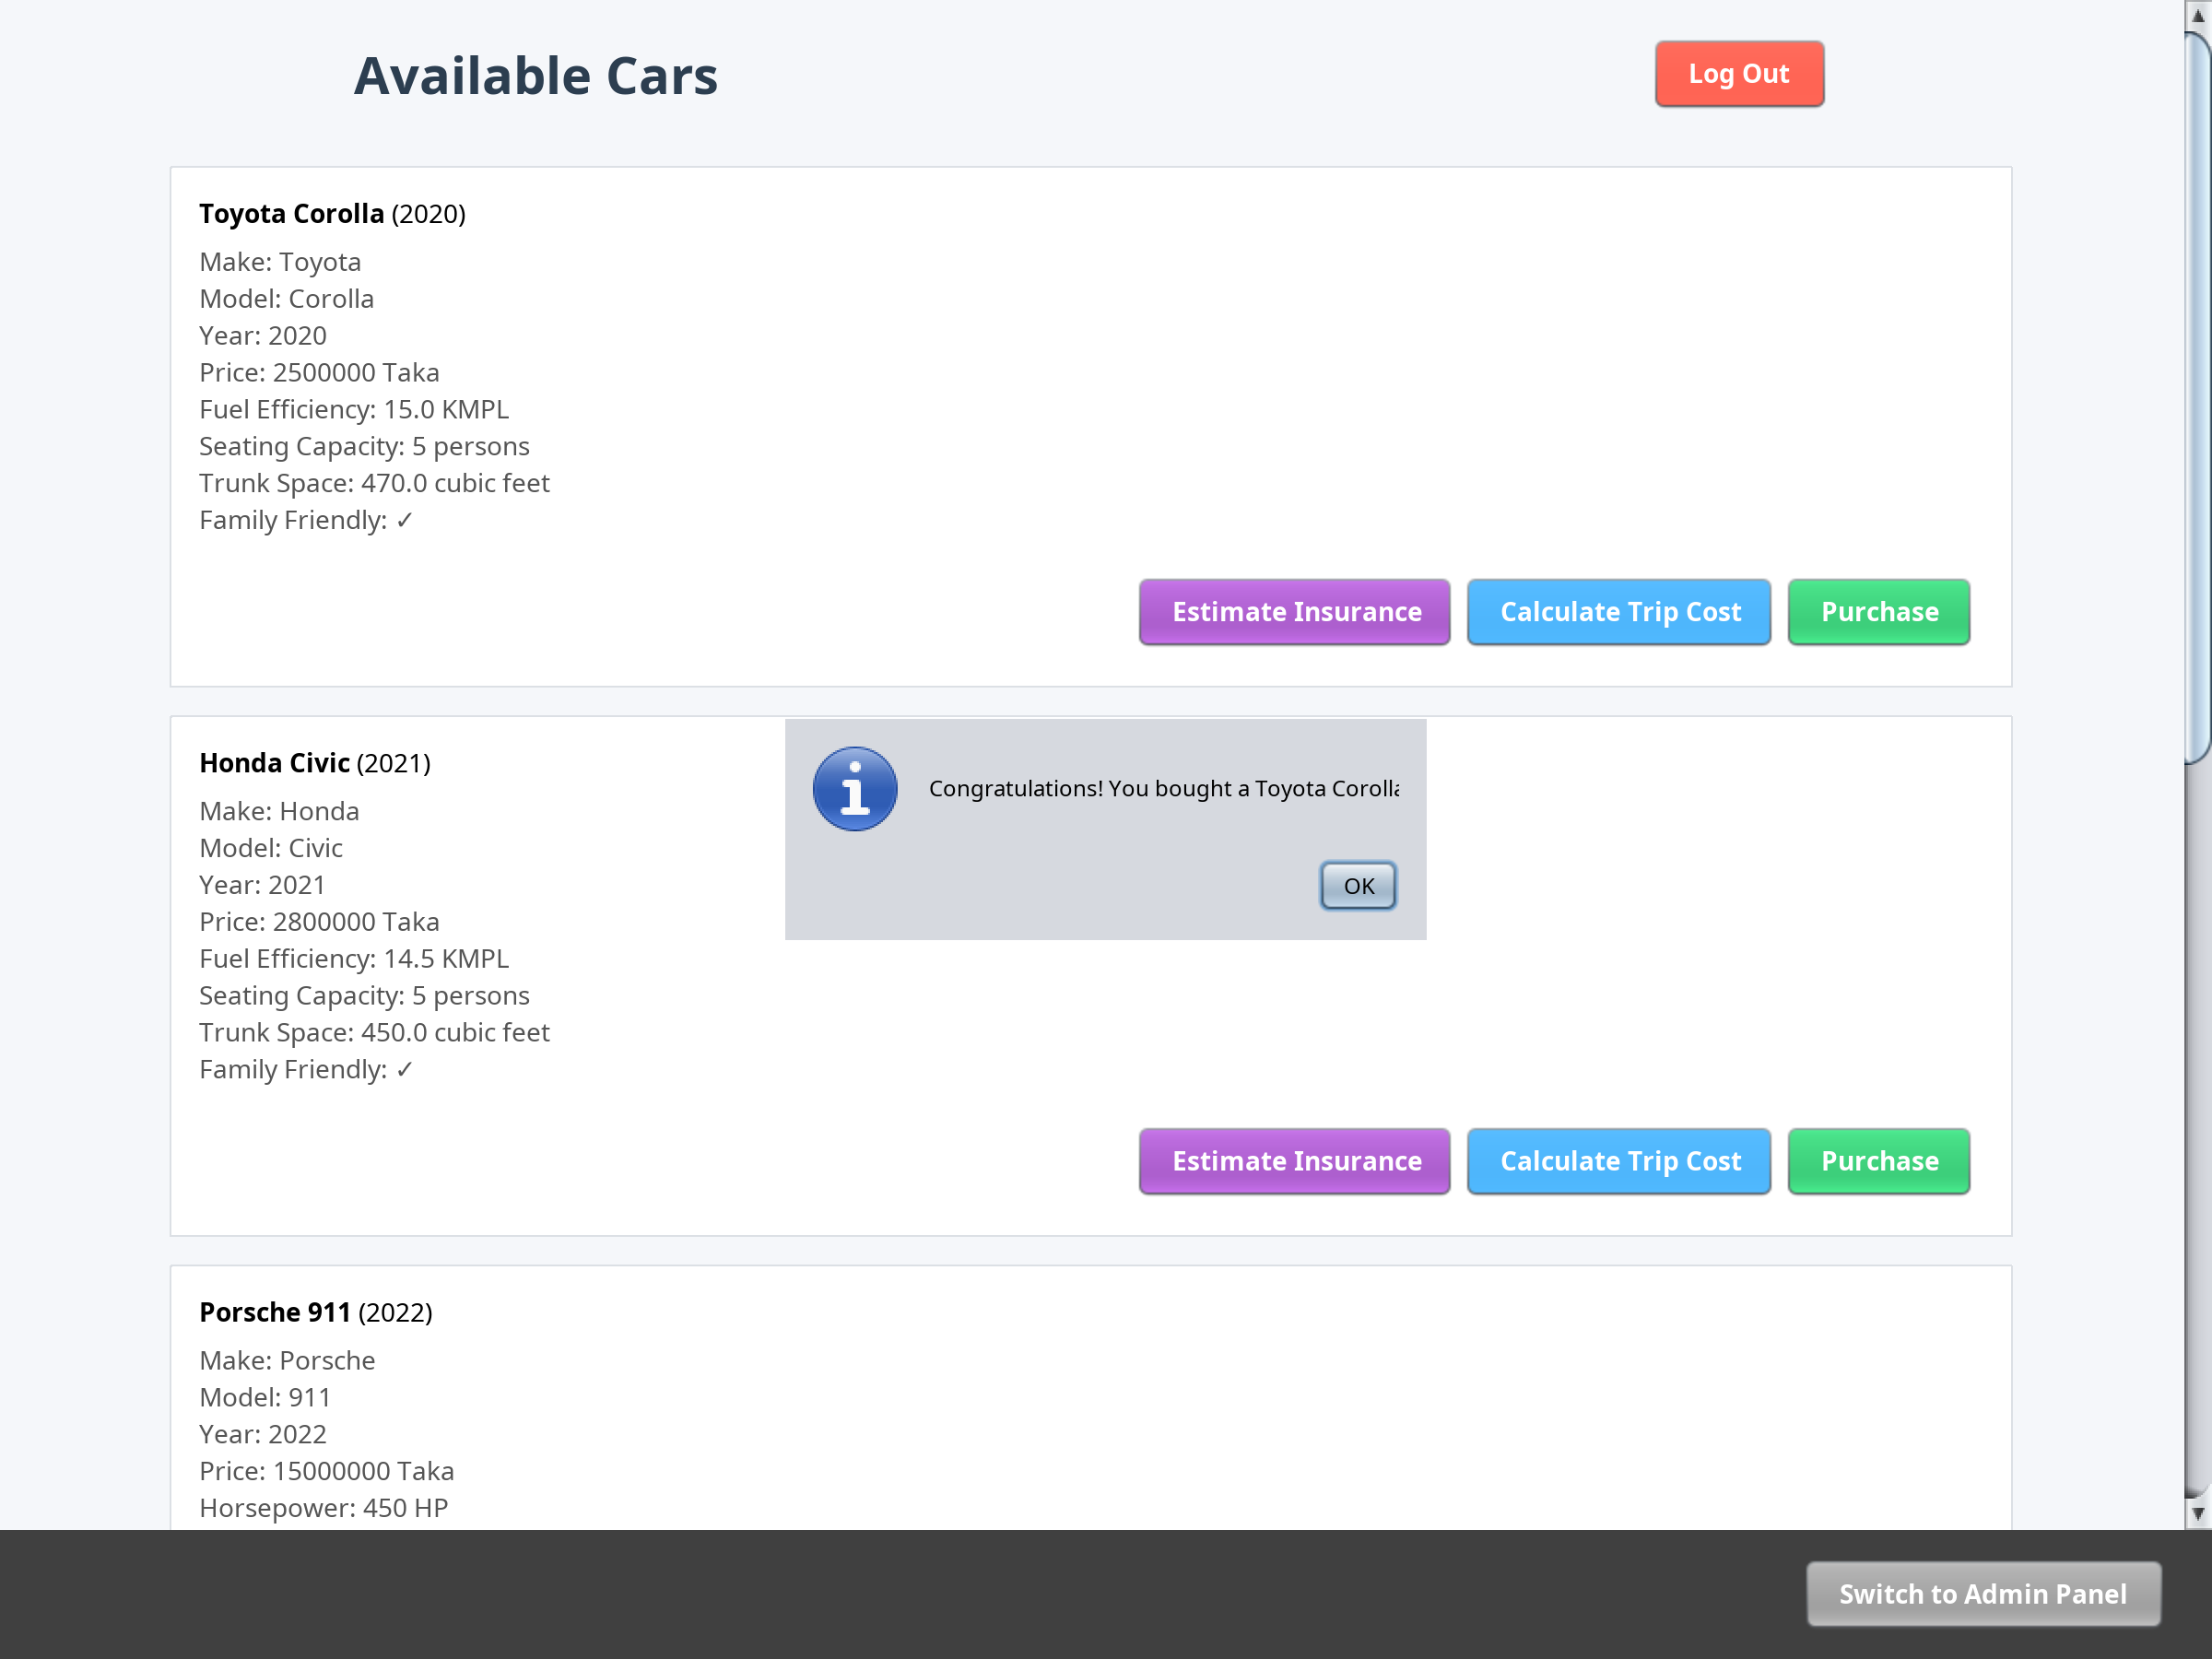 Available Cars
Log Out
Toyota Corolla (2020)
Make: Toyota
Model: Corolla
Year: 2020
Price: 2500000 Taka
Fuel Efficiency: 15.0 KMPL
Seating Capacity: 5 persons
Trunk Space: 470.0 cubic feet
Family Friendly: ✓
Estimate Insurance
Calculate Trip Cost
Purchase
Honda Civic (2021)
Make: Honda
Model: Civic
Year: 2021
Price: 2800000 Taka
Fuel Efficiency: 14.5 KMPL
Seating Capacity: 5 persons
Trunk Space: 450.0 cubic feet
Family Friendly: ✓
Congratulations! You bought a Toyota Corolla
OK
Estimate Insurance
Calculate Trip Cost
Purchase
Porsche 911 (2022)
Make: Porsche
Model: 911
Year: 2022
Price: 15000000 Taka
Horsepower: 450 HP
Switch to Admin Panel